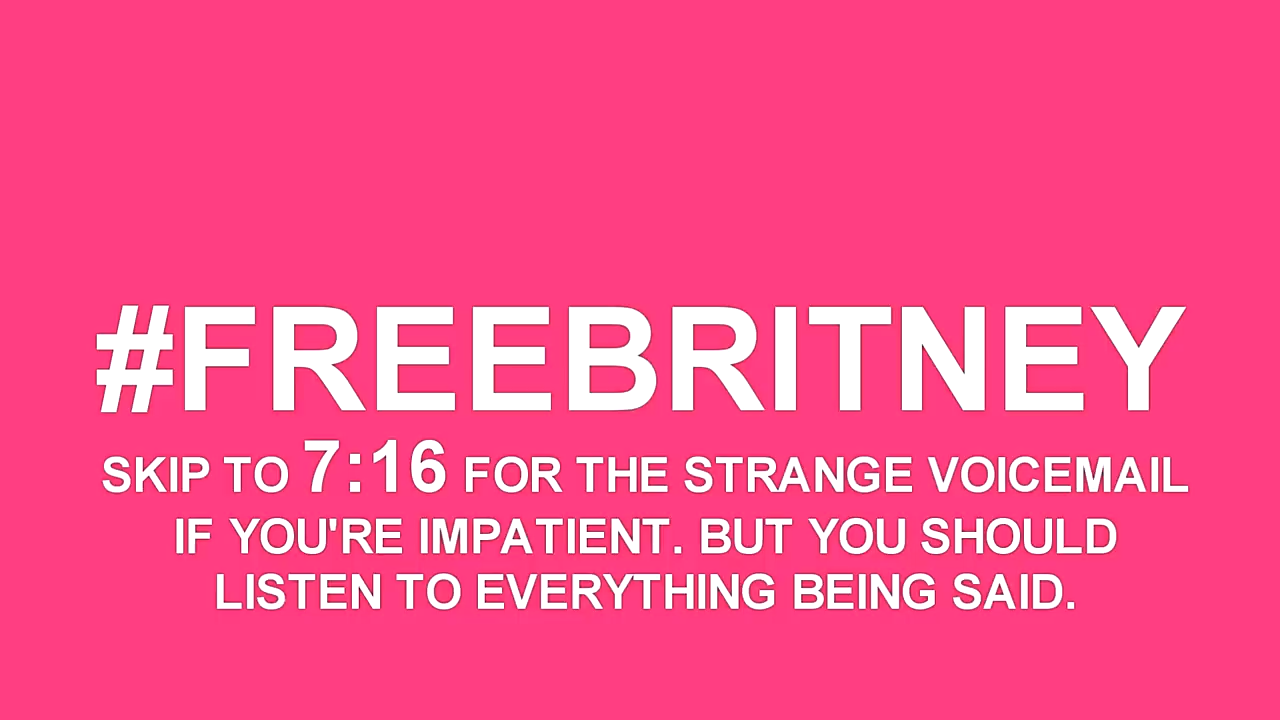 #FREEBRITNEY
SKIP TO 7:16 FOR THE STRANGE VOICEMAIL
IF YOU'RE IMPATIENT. BUT YOU SHOULD
LISTEN TO EVERYTHING BEING SAID.